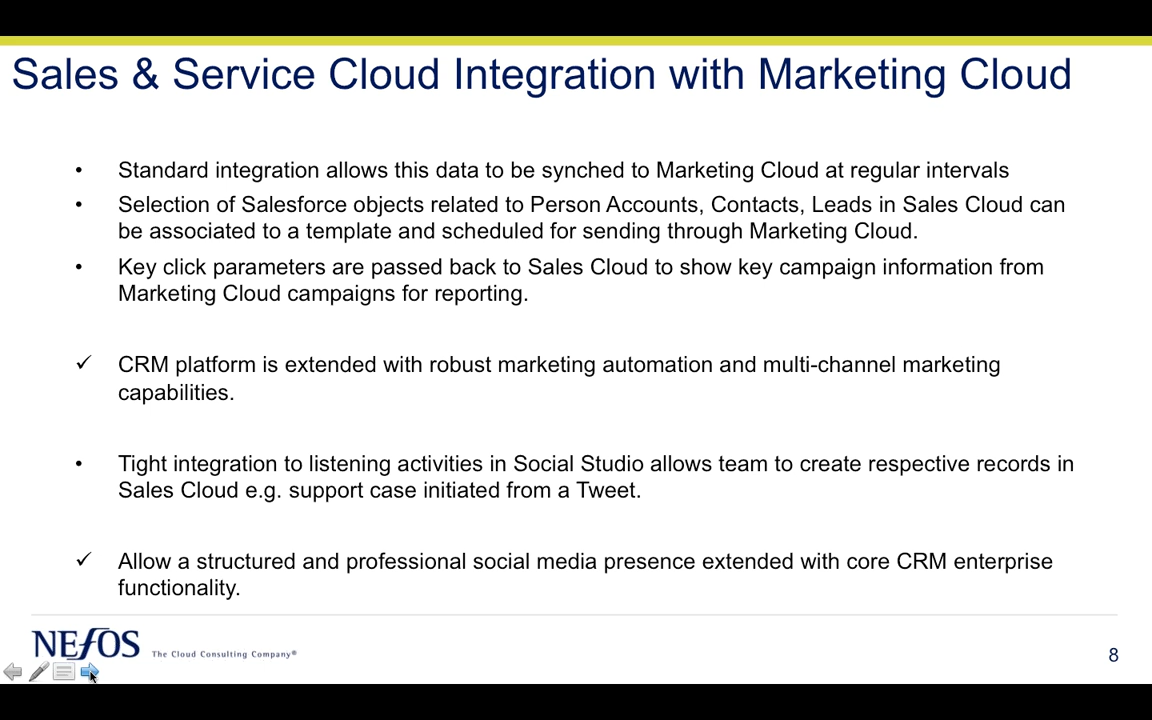 Sales & Service Cloud Integration with Marketing Cloud
• Standard integration allows this data to be synched to Marketing Cloud at regular intervals
• Selection of Salesforce objects related to Person Accounts, Contacts, Leads in Sales Cloud can
be associated to a template and scheduled for sending through Marketing Cloud.
• Key click parameters are passed back to Sales Cloud to show key campaign information from
Marketing Cloud campaigns for reporting.
✓ CRM platform is extended with robust marketing automation and multi-channel marketing
capabilities.
• Tight integration to listening activities in Social Studio allows team to create respective records in
Sales Cloud e.g. support case initiated from a Tweet.
✓ Allow a structured and professional social media presence extended with core CRM enterprise
functionality.
NEFOS The Cloud Consulting Company®
8